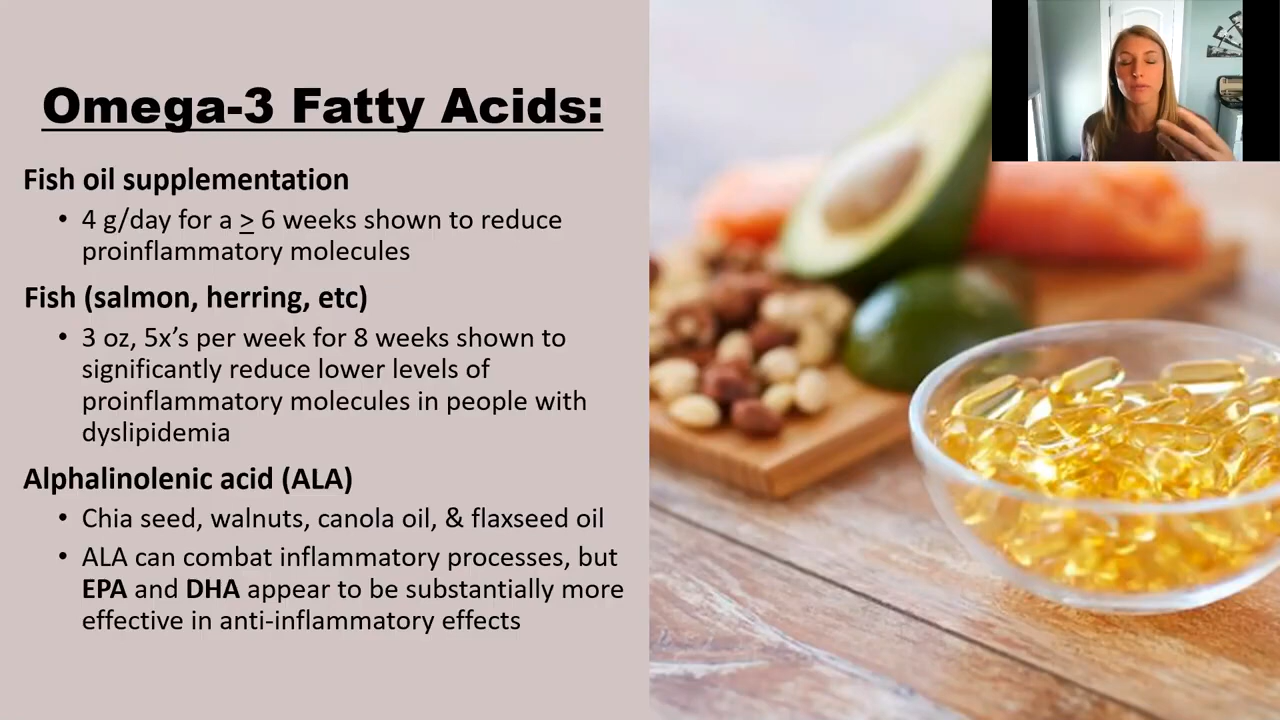 Omega-3 Fatty Acids:
Fish oil supplementation
• 4 g/day for a ≥ 6 weeks shown to reduce
proinflammatory molecules
Fish (salmon, herring, etc)
• 3 oz, 5x’s per week for 8 weeks shown to
significantly reduce lower levels of
proinflammatory molecules in people with
dyslipidemia
Alphalinolenic acid (ALA)
• Chia seed, walnuts, canola oil, & flaxseed oil
• ALA can combat inflammatory processes, but
EPA and DHA appear to be substantially more
effective in anti-inflammatory effects